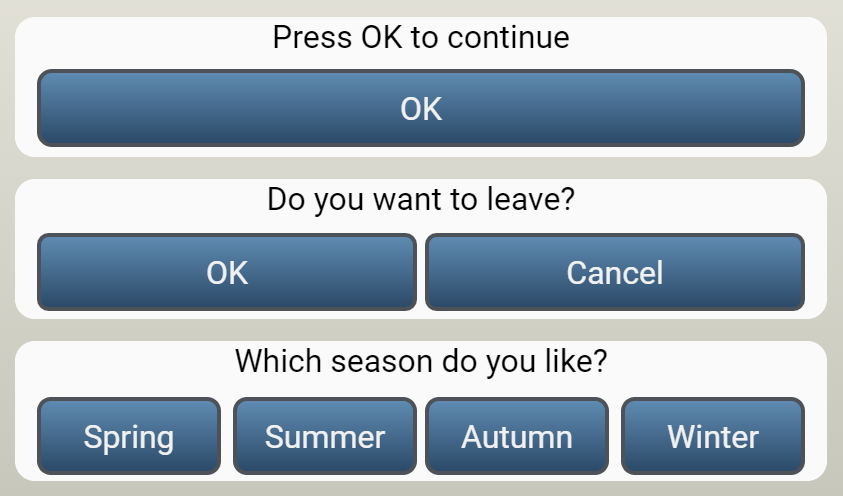 Press OK to continue
OK
Do you want to leave?
OK Cancel
Which season do you like?
Spring Summer Autumn Winter